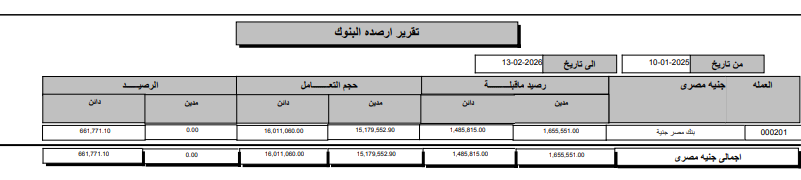 تقرير ارصده البنوك
من تاريخ 10-01-2025 الى تاريخ 13-02-2026
العمله جنيه مصرى رصيد ماقبلـــــة حجم التعـــــامل الرصيـــــد
مدين دائن مدين دائن مدين دائن
000201 بنك مصر جنية 1,655,551.00 1,485,815.00 15,179,552.90 16,011,060.00 0.00 661,771.10
اجمالى جنيه مصرى 1,655,551.00 1,485,815.00 15,179,552.90 16,011,060.00 0.00 661,771.10